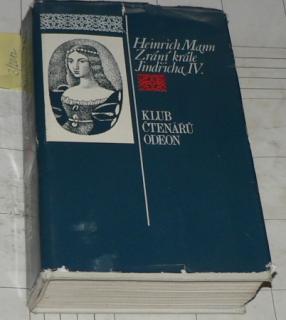 Heinrich Mann
Zrání krále
Jindřicha IV.
KLUB
ČTENÁŘŮ
ODEON